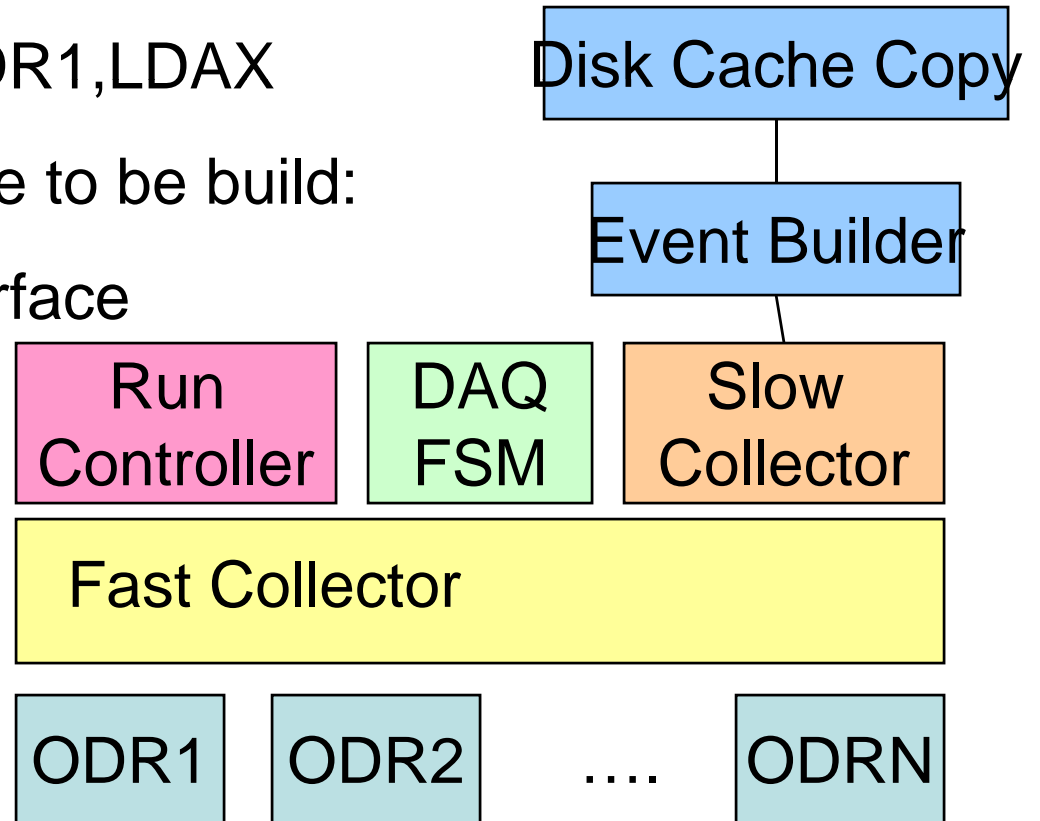 DR1,LDAX
Disk Cache Copy
e to be build:
Event Builder
rface
Run
Controller
DAQ
FSM
Slow
Collector
Fast Collector
ODR1
ODR2
....
ODRN